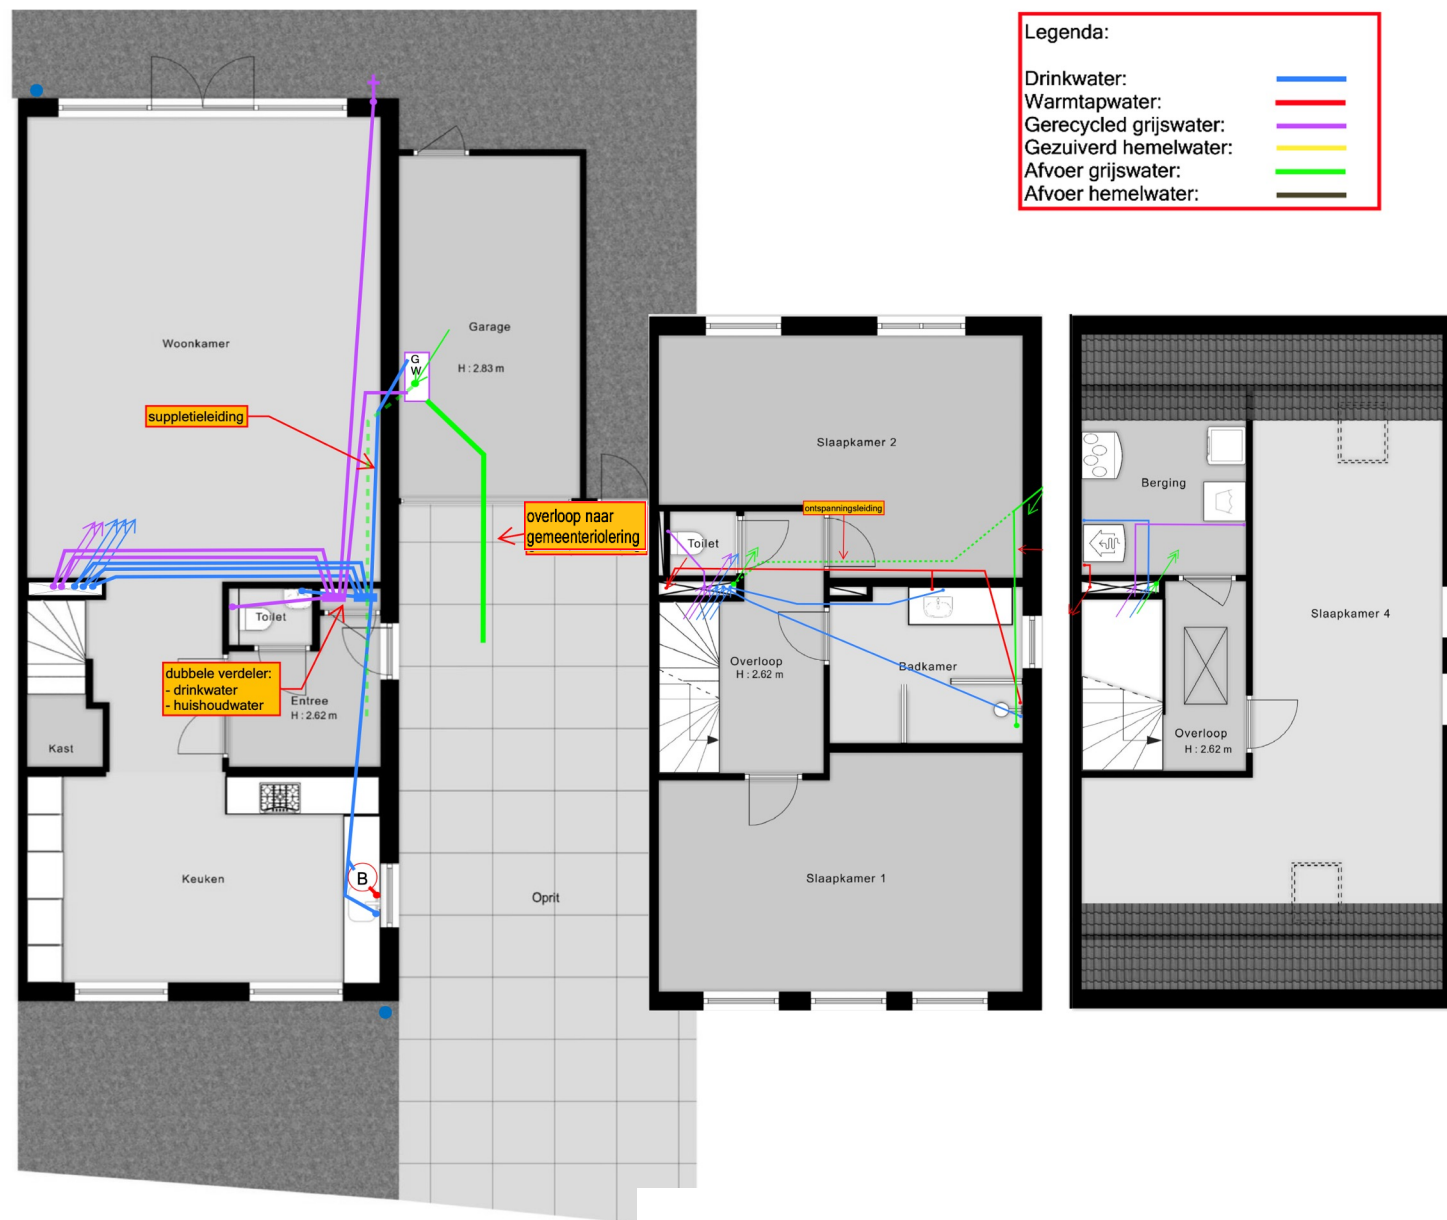 Legenda:
Drinkwater:
Warmtapwater:
Gerecycled grijswater:
Gezuiverd hemelwater:
Afvoer grijswater:
Afvoer hemelwater:
Woonkamer
Garage
H : 2.83 m
G
W
suppletieleiding
overloop naar
gemeenteriolering
Toilet
dubbele verdeler:
- drinkwater
- huishoudwater
Entree
H : 2.62 m
Kast
Keuken
B
Oprit
Slaapkamer 2
ontspanningsleiding
Toilet
Overloop
H : 2.62 m
Badkamer
Slaapkamer 1
Berging
Slaapkamer 4
Overloop
H : 2.62 m